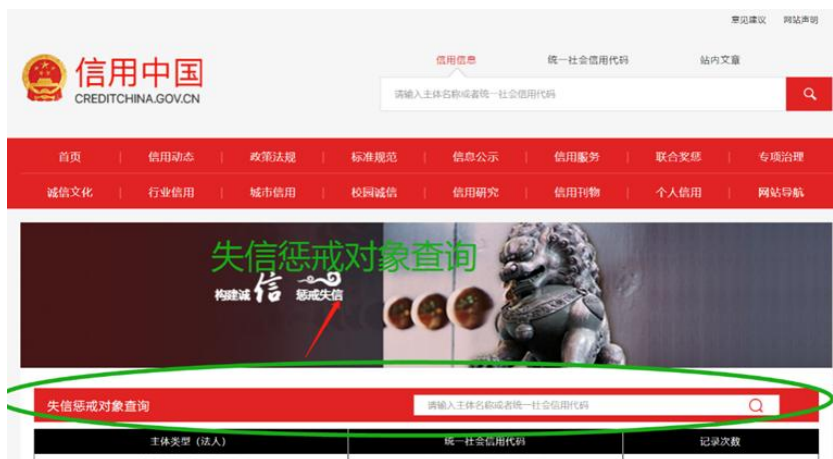 意见建议 网站声明
信用信息 统一社会信用代码 站内文章
信用中国
CREDITCHINA.GOV.CN
请输入主体名称或者统一社会信用代码
首页 | 信用动态 | 政策法规 | 标准规范 | 信息公示 | 信用服务 | 联合奖惩 | 专项治理
诚信文化 | 行业信用 | 城市信用 | 校园诚信 | 信用研究 | 信用刊物 | 个人信用 | 网站导航
失信惩戒对象查询
构建诚信 惩戒失信
失信惩戒对象查询 请输入主体名称或者统一社会信用代码
主体类型（法人） 统一社会信用代码 记录次数